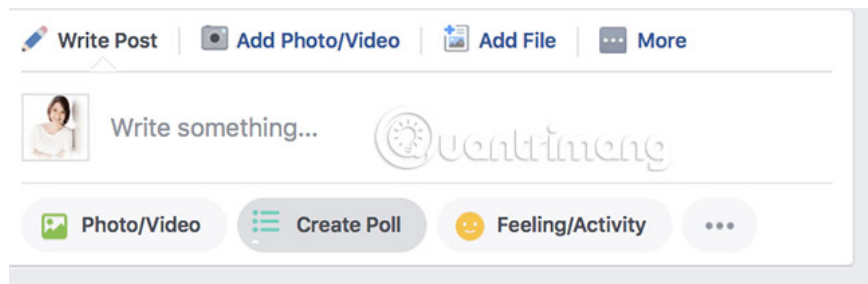 Write Post Add Photo/Video Add File More
Write something...
Quantrimang
Photo/Video Create Poll Feeling/Activity